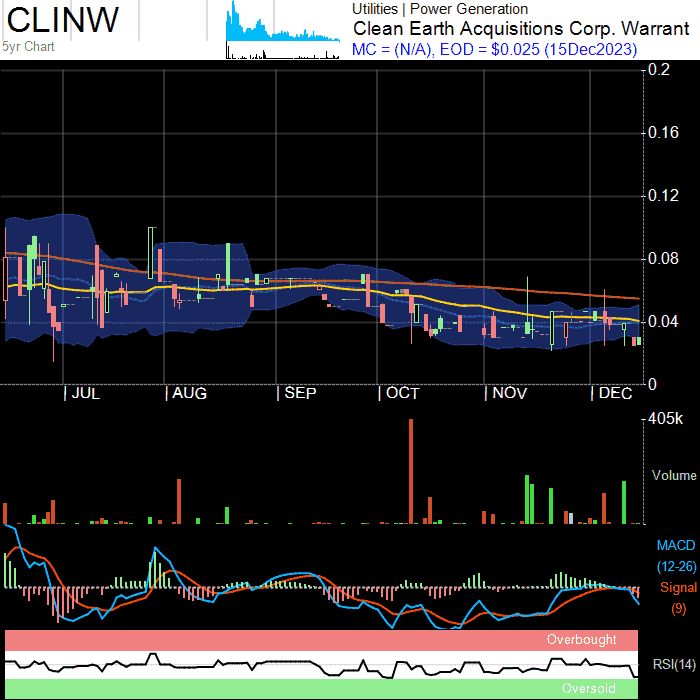 CLINW
5yr Chart
Utilities | Power Generation
Clean Earth Acquisitions Corp. Warrant
MC = (N/A), EOD = $0.025 (15Dec2023)
0.2
0.16
0.12
0.08
0.04
0
| JUL | AUG | SEP | OCT | NOV | DEC
405k
Volume
MACD
(12-26)
Signal
(9)
Overbought
RSI(14)
Oversold